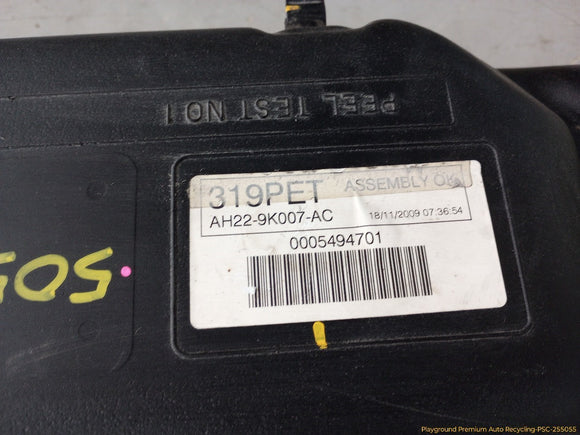 PEEL TEST NO 1
319PET ASSEMBLY OK
AH22-9K007-AC 18/11/2009 07:36:54
0005494701
505
Playground Premium Auto Recycling-PSC-255055